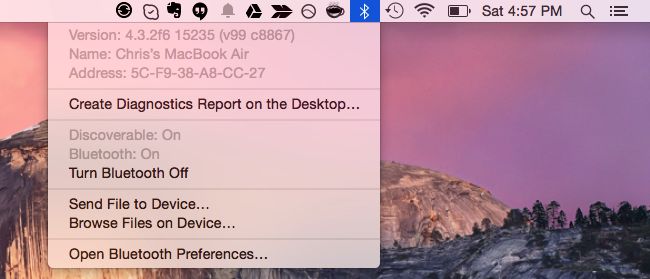 Sat 4:57 PM
Version: 4.3.2f6 15235 (v99 c8867)
Name: Chris's MacBook Air
Address: 5C-F9-38-A8-CC-27
Create Diagnostics Report on the Desktop…
Discoverable: On
Bluetooth: On
Turn Bluetooth Off
Send File to Device…
Browse Files on Device…
Open Bluetooth Preferences…